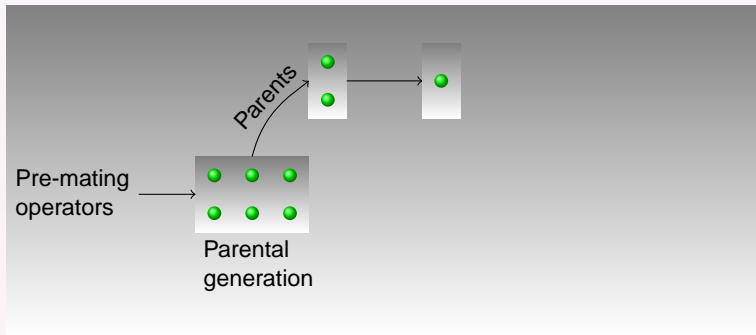 Parents
Pre-mating
operators
Parental
generation